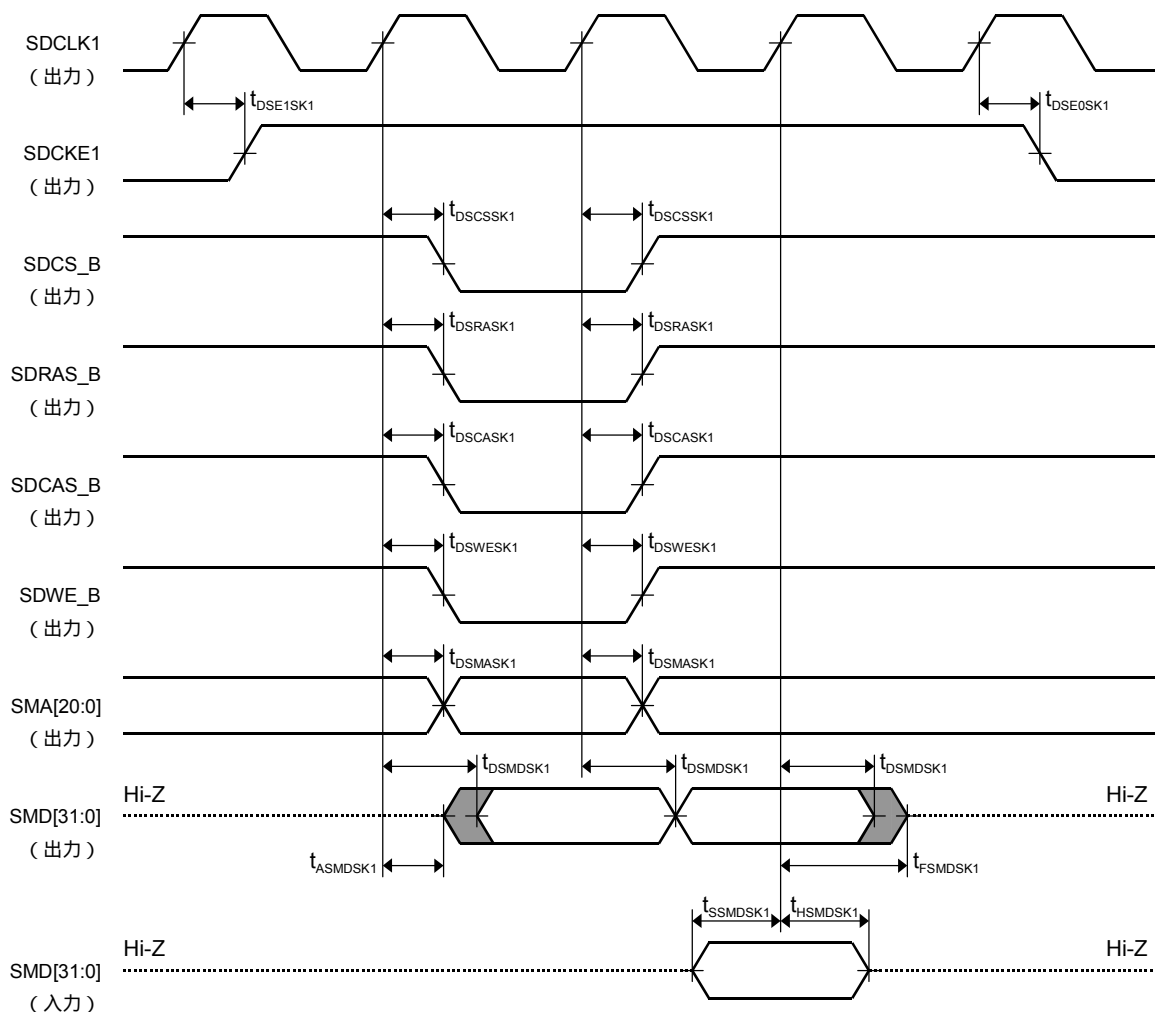 SDCLK1
（出力）
tDSE1SK1
tDSE0SK1
SDCKE1
（出力）
tDSCSSK1
tDSCSSK1
SDCS_B
（出力）
tDSRASK1
tDSRASK1
SDRAS_B
（出力）
tDSCASK1
tDSCASK1
SDCAS_B
（出力）
tDSWESK1
tDSWESK1
SDWE_B
（出力）
tDSMASK1
tDSMASK1
SMA[20:0]
（出力）
tDSMDSK1
tDSMDSK1
tDSMDSK1
Hi-Z
Hi-Z
SMD[31:0]
（出力）
tASMDSK1
tFSMDSK1
tSSMDSK1
tHSMDSK1
Hi-Z
Hi-Z
SMD[31:0]
（入力）